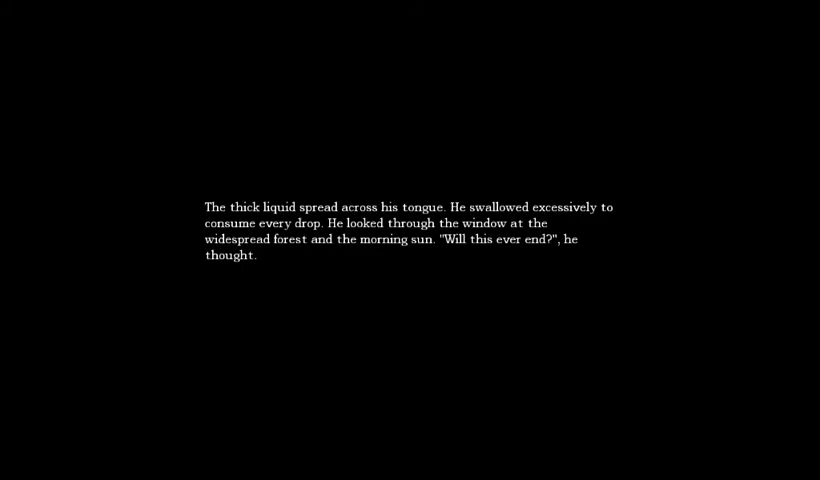 The thick liquid spread across his tongue. He swallowed excessively to
consume every drop. He looked through the window at the
widespread forest and the morning sun. "Will this ever end?", he
thought.